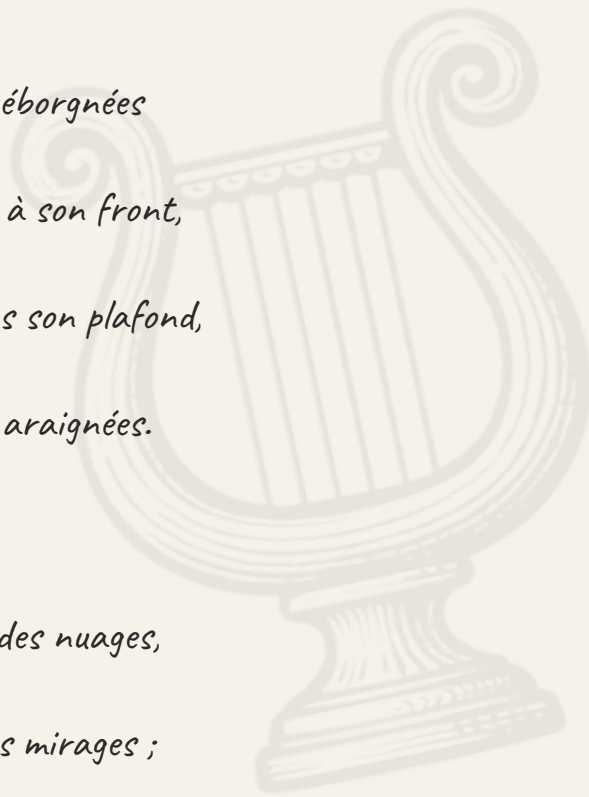 éborgnées
à son front,
s son plafond,
araignées.
des nuages,
s mirages ;